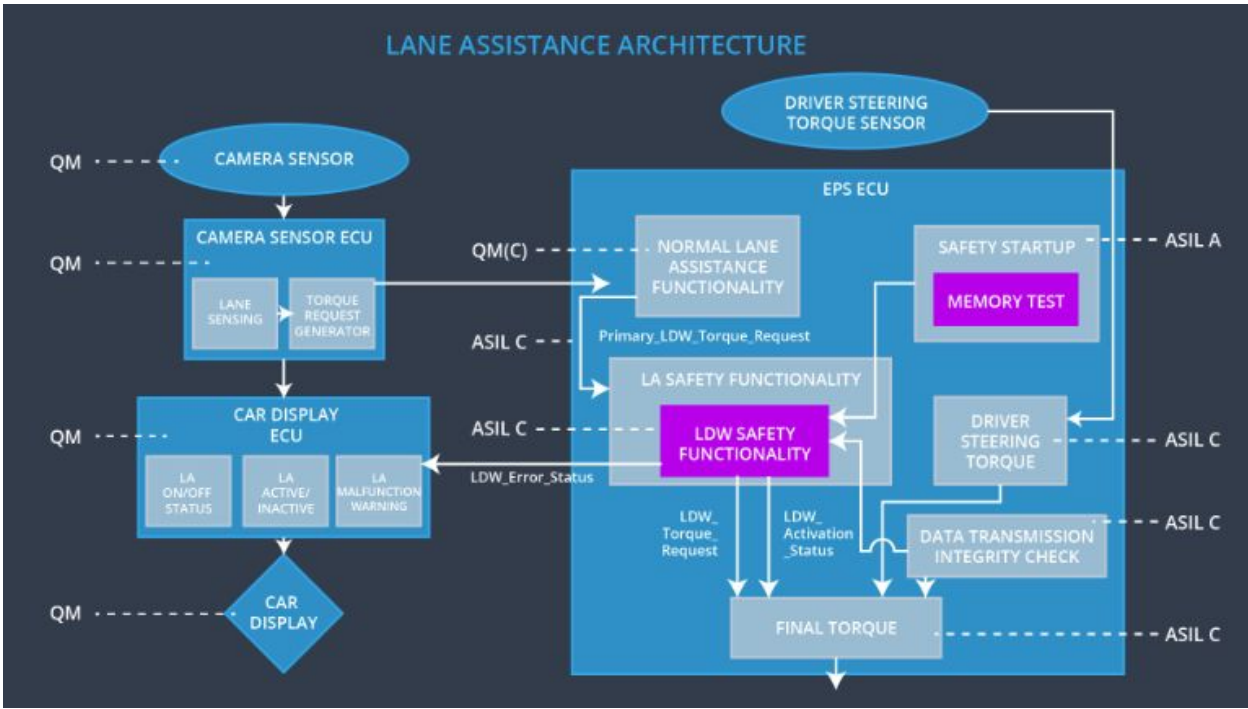 LANE ASSISTANCE ARCHITECTURE
QM
CAMERA SENSOR
QM
CAMERA SENSOR ECU
LANE
SENSING
TORQUE
REQUEST
GENERATOR
QM
CAR DISPLAY
ECU
LA
ON/OFF
STATUS
LA
ACTIVE/
INACTIVE
LA
MALFUNCTION
WARNING
QM
CAR
DISPLAY
DRIVER STEERING
TORQUE SENSOR
EPS ECU
QM(C)
NORMAL LANE
ASSISTANCE
FUNCTIONALITY
SAFETY STARTUP
MEMORY TEST
ASIL A
ASIL C
Primary_LDW_Torque_Request
LA SAFETY FUNCTIONALITY
ASIL C
LDW SAFETY
FUNCTIONALITY
LDW_Error_Status
DRIVER
STEERING
TORQUE
ASIL C
LDW_
Torque_
Request
LDW_
Activation
_Status
DATA TRANSMISSION
INTEGRITY CHECK
ASIL C
FINAL TORQUE
ASIL C